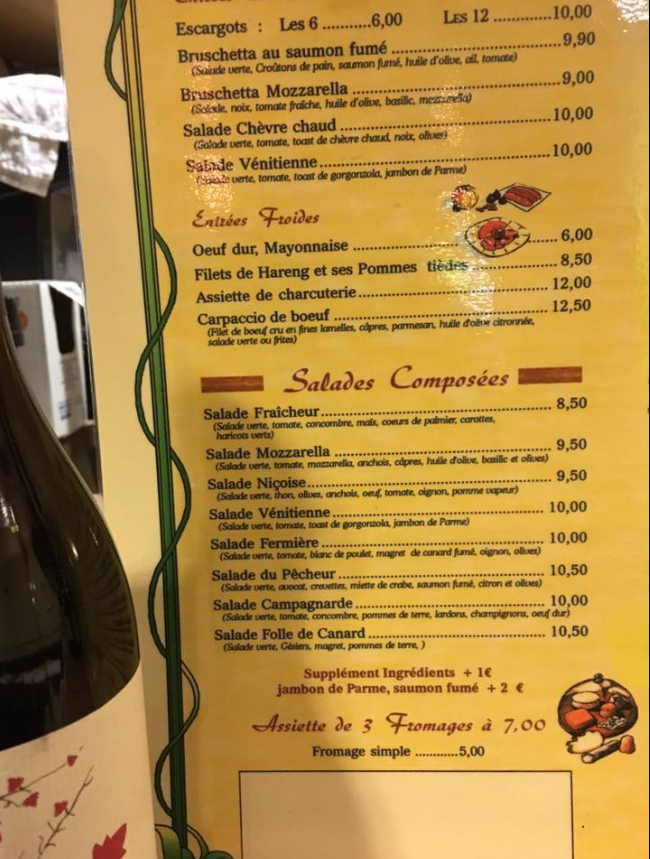 Escargots : Les 6 ...........6,00 Les 12 ............10,00
Bruschetta au saumon fumé ........................................9,90
(Salade verte, Croûtons de pain, saumon fumé, huile d'olive, ail, tomate)
Bruschetta Mozzarella ..................................................9,00
(Salade, noix, tomate fraîche, huile d'olive, basilic, mozzarella)
Salade Chèvre chaud ..................................................10,00
(Salade verte, tomate, toast de chèvre chaud, noix, olives)
Salade Vénitienne......................................................10,00
(Salade verte, tomate, toast de gorgonzola, jambon de Parme)
Entrées Froides
Oeuf dur, Mayonnaise ................................ 6,00
Filets de Hareng et ses Pommes tièdes .................... 8,50
Assiette de charcuterie.............................................. 12,00
Carpaccio de boeuf .................................................. 12,50
(Filet de boeuf cru en fines lamelles, câpres, parmesan, huile d'olive citronnée,
salade verte ou frites)
Salades Composées
Salade Fraîcheur...................................................... 8,50
(Salade verte, tomate, concombre, maïs, coeurs de palmier, carottes,
haricots verts)
Salade Mozzarella .................................................... 9,50
(Salade verte, tomate, mozzarella, anchois, câpres, huile d'olive, basilic et olives)
Salade Niçoise.......................................................... 9,50
(Salade verte, thon, olives, anchois, oeuf, tomate, oignon, pomme vapeur)
Salade Vénitienne .................................................... 10,00
(Salade verte, tomate, toast de gorgonzola, jambon de Parme)
Salade Fermière ...................................................... 10,00
(Salade verte, tomate, blanc de poulet, magret de canard fumé, oignon, olives)
Salade du Pêcheur .................................................. 10,50
(Salade verte, avocat, crevettes, miette de crabe, saumon fumé, citron et olives)
Salade Campagnarde .............................................. 10,00
(Salade verte, tomate, concombre, pommes de terre, lardons, champignons, oeuf dur)
Salade Folle de Canard ............................................ 10,50
(Salade verte, Gésiers, magret, pommes de terre, )
Supplément Ingrédients + 1€
jambon de Parme, saumon fumé + 2 €
Assiette de 3 Fromages à 7,00
Fromage simple ............5,00